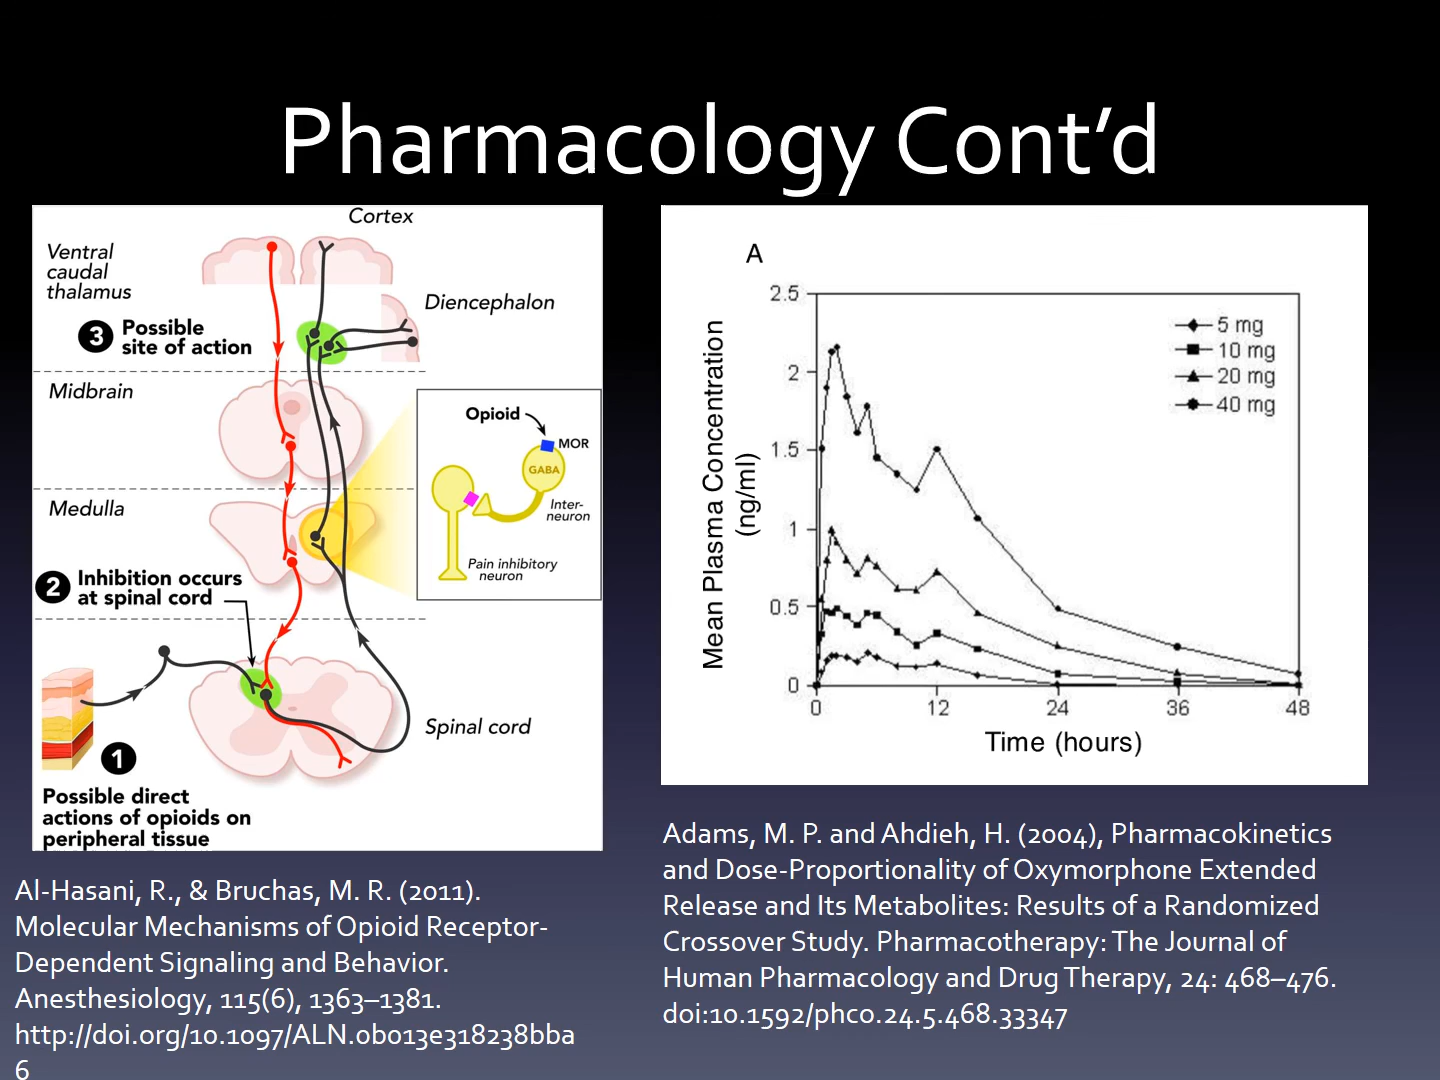 Pharmacology Cont’d
Cortex
Ventral
caudal
thalamus
3 Possible
site of action
Diencephalon
Midbrain
Opioid
MOR
GABA
Inter-
neuron
Pain inhibitory
neuron
Medulla
2 Inhibition occurs
at spinal cord
Spinal cord
1
Possible direct
actions of opioids on
peripheral tissue
Al-Hasani, R., & Bruchas, M. R. (2011).
Molecular Mechanisms of Opioid Receptor-
Dependent Signaling and Behavior.
Anesthesiology, 115(6), 1363–1381.
http://doi.org/10.1097/ALN.0b013e318238bba
6
A
Mean Plasma Concentration
(ng/ml)
2.5
2
1.5
1
0.5
0
5 mg
10 mg
20 mg
40 mg
0 12 24 36 48
Time (hours)
Adams, M. P. and Ahdieh, H. (2004), Pharmacokinetics
and Dose-Proportionality of Oxymorphone Extended
Release and Its Metabolites: Results of a Randomized
Crossover Study. Pharmacotherapy: The Journal of
Human Pharmacology and Drug Therapy, 24: 468–476.
doi:10.1592/phco.24.5.468.33347